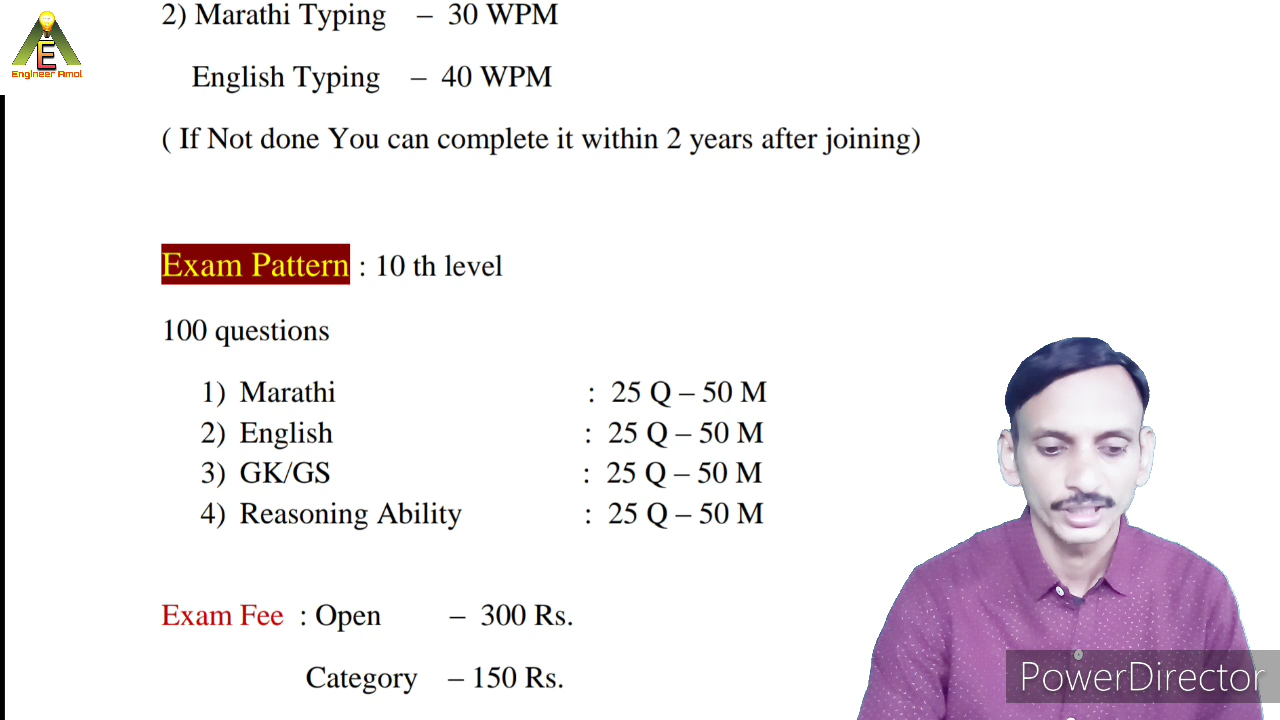 E
Engineer Amol
2) Marathi Typing – 30 WPM
English Typing – 40 WPM
( If Not done You can complete it within 2 years after joining)
Exam Pattern : 10 th level
100 questions
1) Marathi : 25 Q – 50 M
2) English : 25 Q – 50 M
3) GK/GS : 25 Q – 50 M
4) Reasoning Ability : 25 Q – 50 M
Exam Fee : Open – 300 Rs.
Category – 150 Rs.
PowerDirector